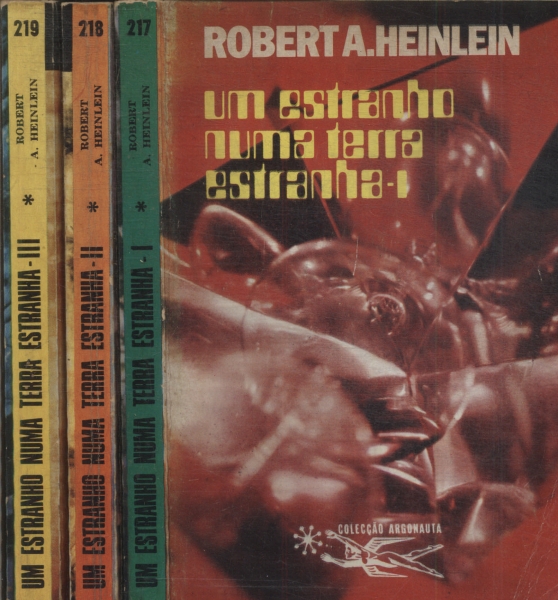 219
ROBERT
A. HEINLEIN
*
UM ESTRANHO NUMA TERRA ESTRANHA-III
218
ROBERT
A. HEINLEIN
*
UM ESTRANHO NUMA TERRA ESTRANHA-II
217
ROBERT
A. HEINLEIN
*
UM ESTRANHO NUMA TERRA ESTRANHA-I
ROBERT A. HEINLEIN
um estranho
numa terra
estranha-I
COLECÇÃO ARGONAUTA